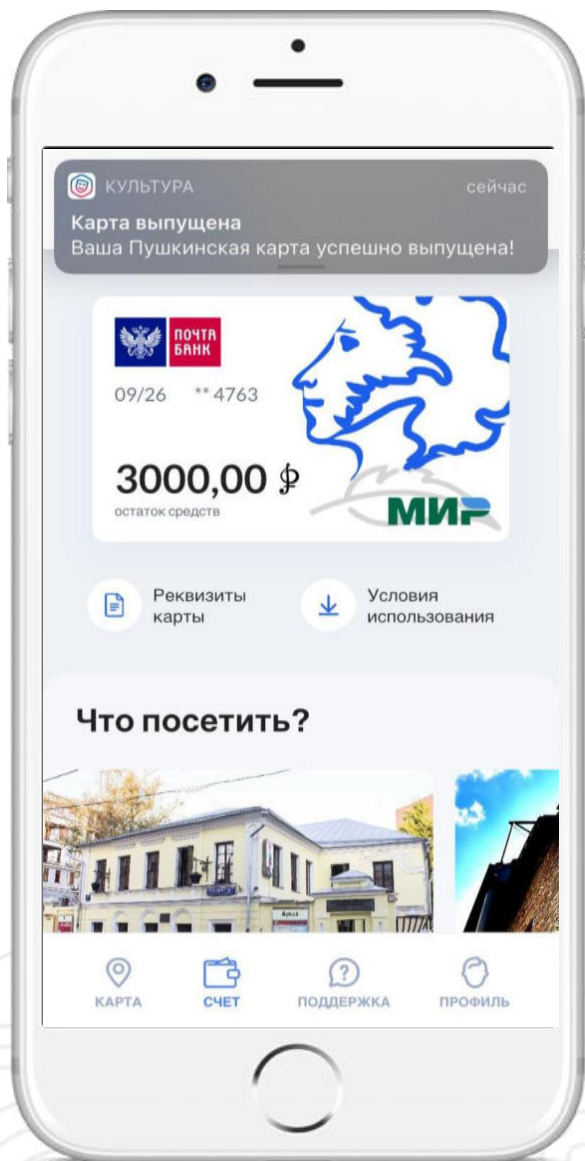 КУЛЬТУРА сейчас
Карта выпущена
Ваша Пушкинская карта успешно выпущена!
ПОЧТА
БАНК
09/26 ** 4763
3000,00 ₽
остаток средств
МИР
Реквизиты
карты
Условия
использования
Что посетить?
КАРТА СЧЕТ ПОДДЕРЖКА ПРОФИЛЬ